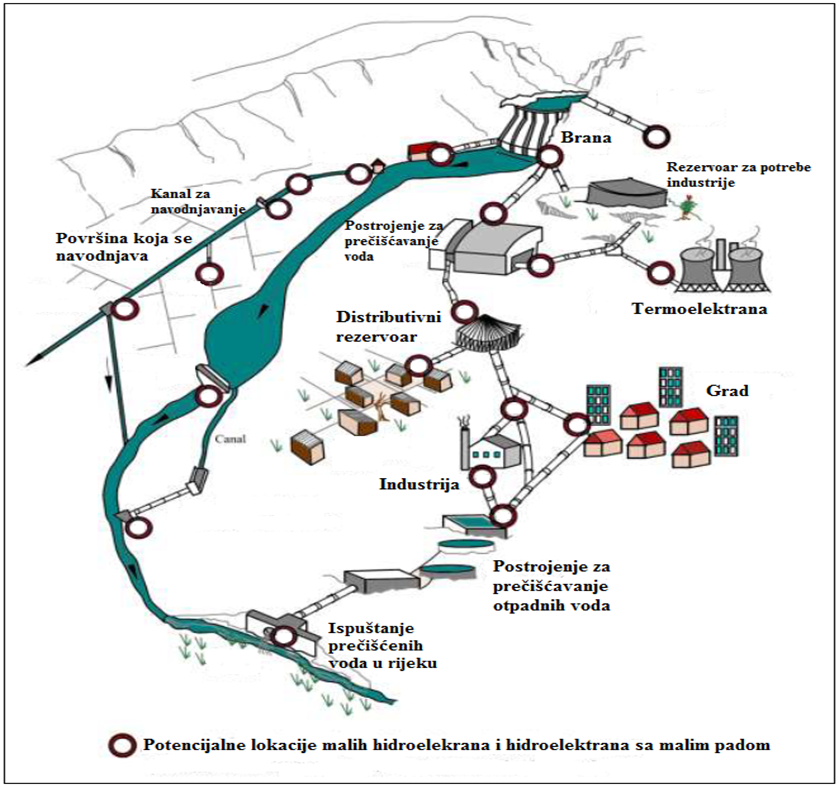 Brana
Rezervoar za potrebe
industrije
Kanal za
navodnjavanje
Postrojenje za
prečišćavanje
voda
Površina koja se
navodnjava
Termoelektrana
Distributivni
rezervoar
Grad
Canal
Industrija
Postrojenje za
prečišćavanje
otpadnih voda
Ispuštanje
prečišćenih
voda u rijeku
Potencijalne lokacije malih hidroelekrana i hidroelektrana sa malim padom